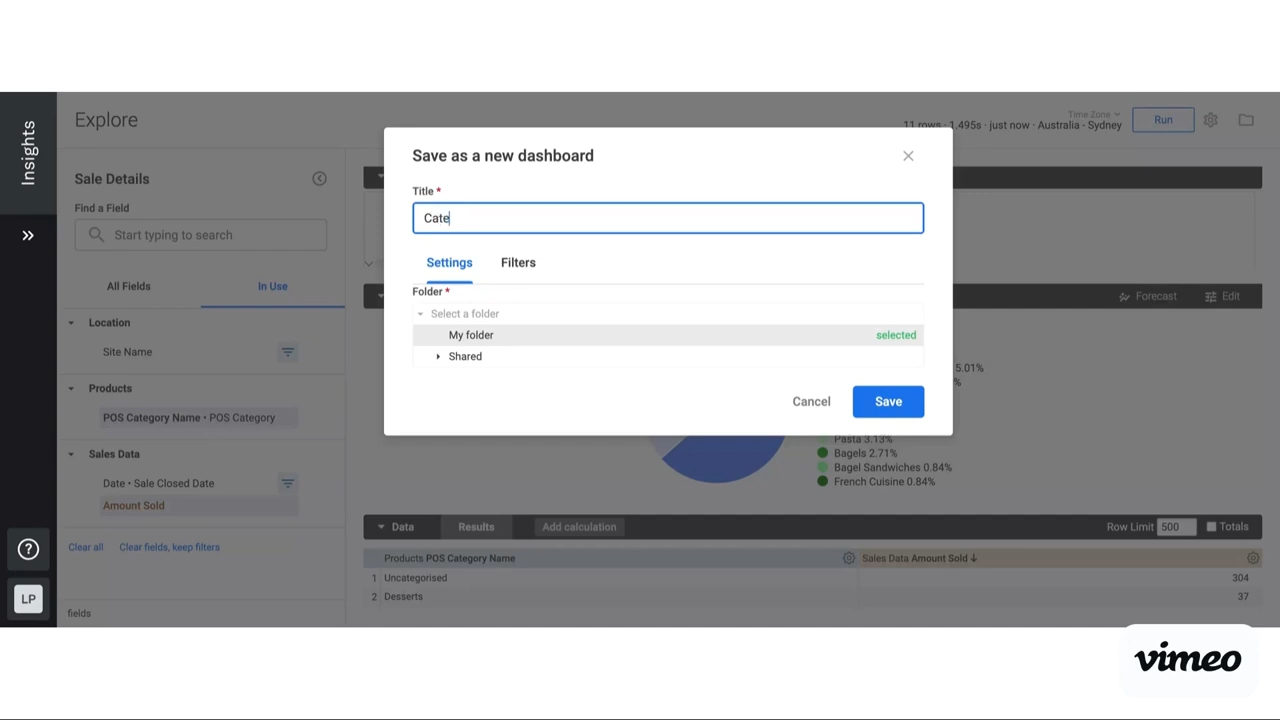 Insights
Explore
Time Zone
11 rows · 1.495s · just now · Australia - Sydney
Run
Sale Details
Find a Field
Start typing to search
All Fields
In Use
Location
Site Name
Products
POS Category Name • POS Category
Sales Data
Date • Sale Closed Date
Amount Sold
Clear all
Clear fields, keep filters
fields
LP
Save as a new dashboard
Title *
Cate
Settings
Filters
Folder *
Select a folder
My folder
selected
Shared
Cancel
Save
Forecast
Edit
5.01%
%
Pasta 3.13%
Bagels 2.71%
Bagel Sandwiches 0.84%
French Cuisine 0.84%
Data
Results
Add calculation
Row Limit 500
Totals
Products POS Category Name
Sales Data Amount Sold ↓
1 Uncategorised 304
2 Desserts 37
vimeo